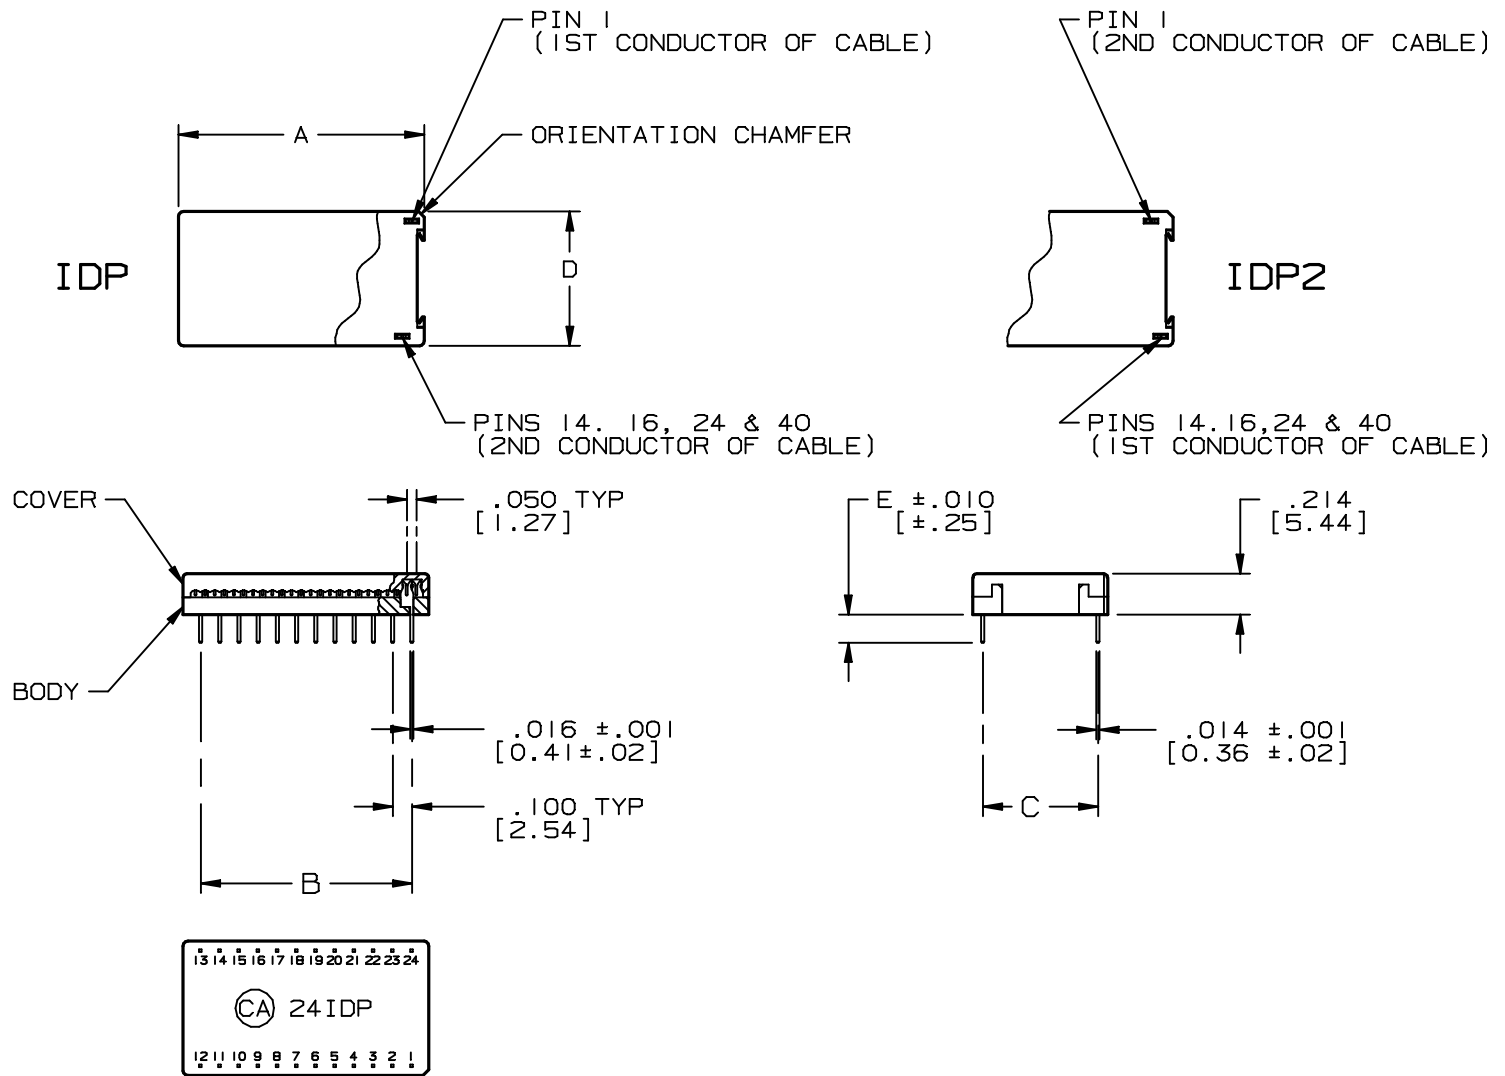 PIN 1
(1ST CONDUCTOR OF CABLE)
PIN 1
(2ND CONDUCTOR OF CABLE)
A
ORIENTATION CHAMFER
IDP
D
IDP2
PINS 14. 16, 24 & 40
(2ND CONDUCTOR OF CABLE)
PINS 14.16,24 & 40
(1ST CONDUCTOR OF CABLE)
COVER
.050 TYP
[1.27]
E ±.010
[±.25]
.214
[5.44]
BODY
.016 ±.001
[0.41±.02]
.014 ±.001
[0.36 ±.02]
.100 TYP
[2.54]
C
B
13 14 15 16 17 18 19 20 21 22 23 24
CA 24IDP
12 11 10 9 8 7 6 5 4 3 2 1